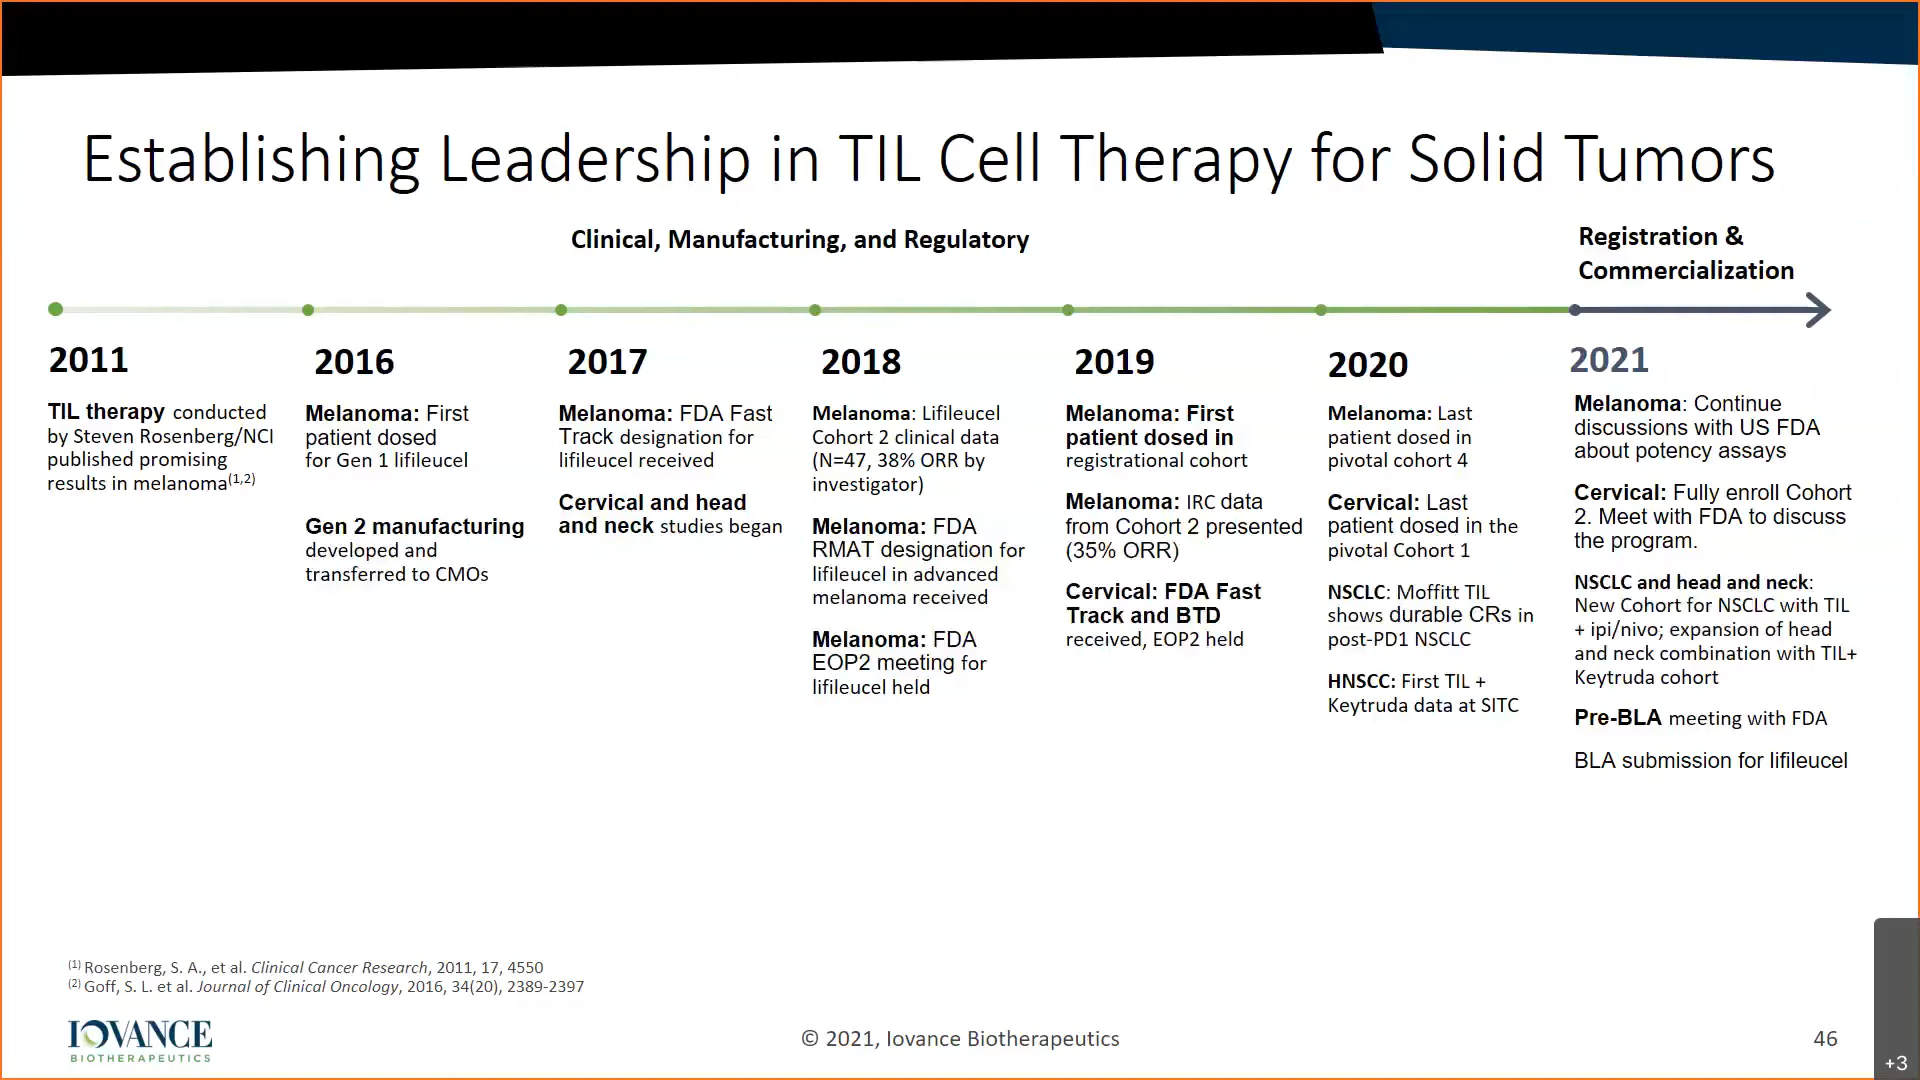 Establishing Leadership in TIL Cell Therapy for Solid Tumors
Clinical, Manufacturing, and Regulatory
Registration &
Commercialization
2011
TIL therapy conducted
by Steven Rosenberg/NCI
published promising
results in melanoma(1,2)
2016
Melanoma: First
patient dosed
for Gen 1 lifileucel
Gen 2 manufacturing
developed and
transferred to CMOs
2017
Melanoma: FDA Fast
Track designation for
lifileucel received
Cervical and head
and neck studies began
2018
Melanoma: Lifileucel
Cohort 2 clinical data
(N=47, 38% ORR by
investigator)
Melanoma: FDA
RMAT designation for
lifileucel in advanced
melanoma received
Melanoma: FDA
EOP2 meeting for
lifileucel held
2019
Melanoma: First
patient dosed in
registrational cohort
Melanoma: IRC data
from Cohort 2 presented
(35% ORR)
Cervical: FDA Fast
Track and BTD
received, EOP2 held
2020
Melanoma: Last
patient dosed in
pivotal cohort 4
Cervical: Last
patient dosed in the
pivotal Cohort 1
NSCLC: Moffitt TIL
shows durable CRs in
post-PD1 NSCLC
HNSCC: First TIL +
Keytruda data at SITC
2021
Melanoma: Continue
discussions with US FDA
about potency assays
Cervical: Fully enroll Cohort
2. Meet with FDA to discuss
the program.
NSCLC and head and neck:
New Cohort for NSCLC with TIL
+ ipi/nivo; expansion of head
and neck combination with TIL+
Keytruda cohort
Pre-BLA meeting with FDA
BLA submission for lifileucel
(1) Rosenberg, S. A., et al. Clinical Cancer Research, 2011, 17, 4550
(2) Goff, S. L. et al. Journal of Clinical Oncology, 2016, 34(20), 2389-2397
IOVANCE
BIOTHERAPEUTICS
© 2021, Iovance Biotherapeutics
46
+3